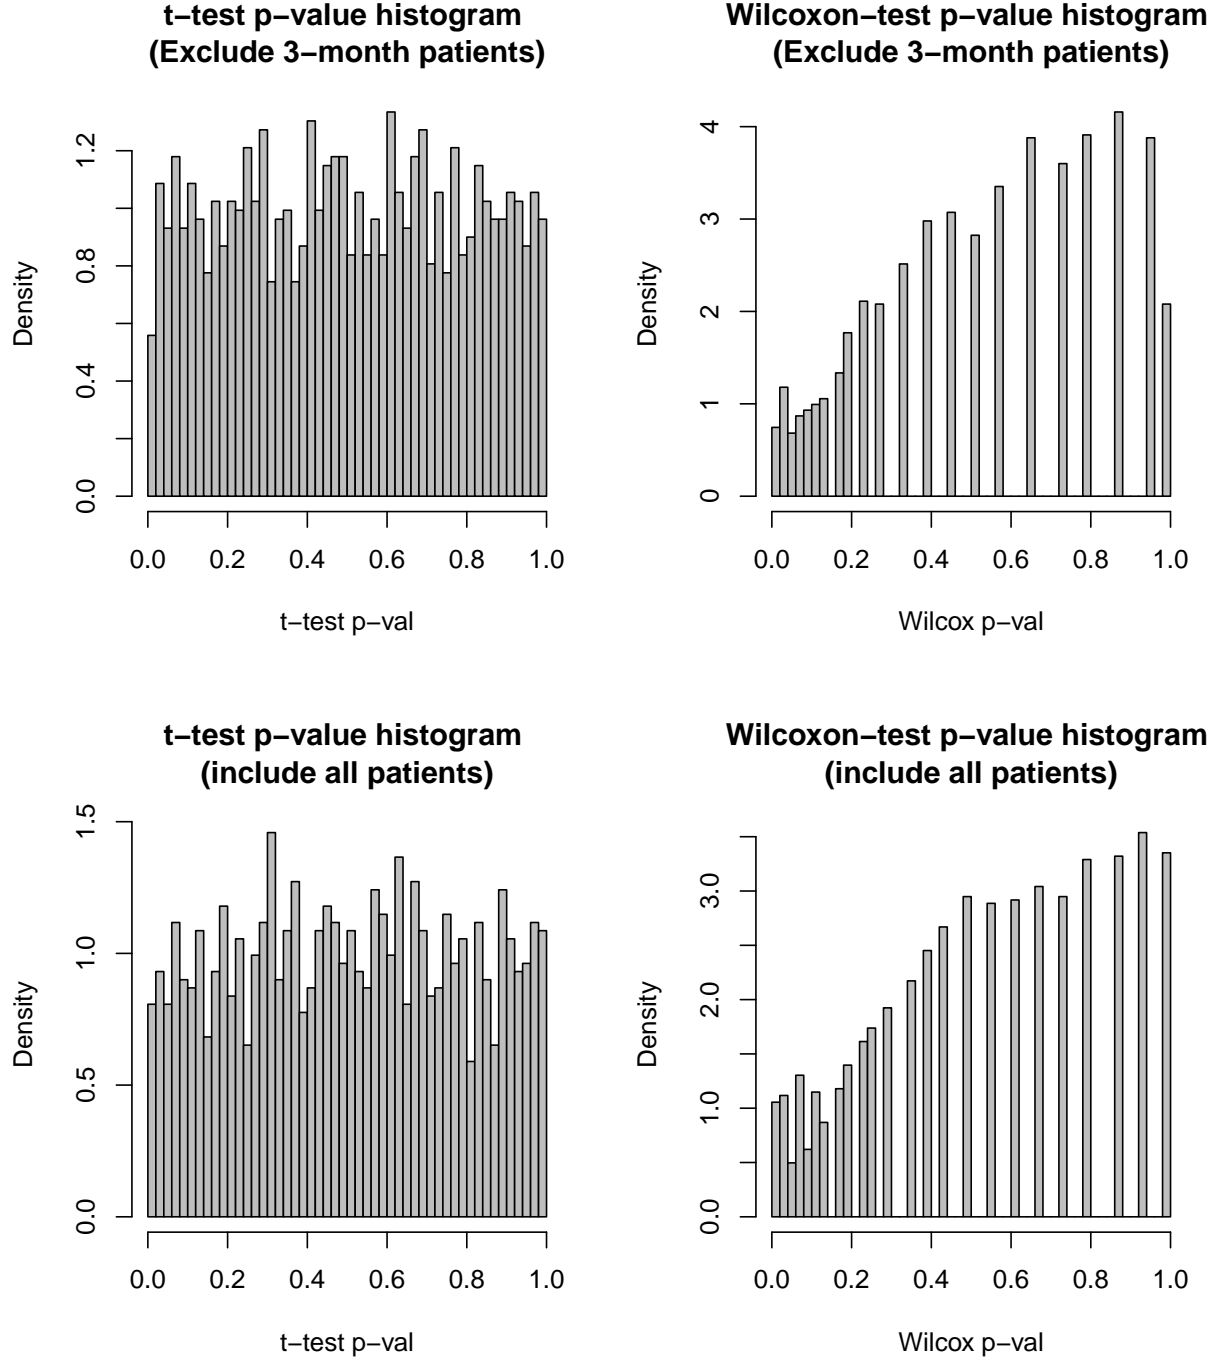 t−test p−value histogram
(Exclude 3−month patients)
Density
0.0 0.4 0.8 1.2
0.0 0.2 0.4 0.6 0.8 1.0
t−test p−val
Wilcoxon−test p−value histogram
(Exclude 3−month patients)
Density
0 1 2 3 4
0.0 0.2 0.4 0.6 0.8 1.0
Wilcox p−val
t−test p−value histogram
(include all patients)
Density
0.0 0.5 1.0 1.5
0.0 0.2 0.4 0.6 0.8 1.0
t−test p−val
Wilcoxon−test p−value histogram
(include all patients)
Density
0.0 1.0 2.0 3.0
0.0 0.2 0.4 0.6 0.8 1.0
Wilcox p−val